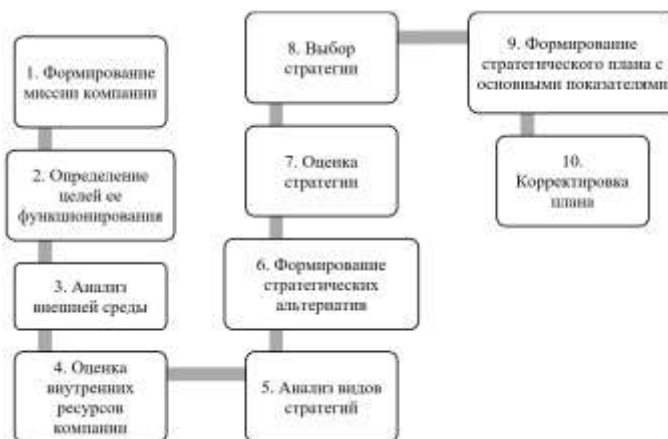 1. Формирование
миссии компании
2. Определение
целей ее
функционирования
3. Анализ
внешней среды
4. Оценка
внутренних
ресурсов
компании
5. Анализ видов
стратегий
6. Формирование
стратегических
альтернатив
7. Оценка
стратегии
8. Выбор
стратегии
9. Формирование
стратегического плана с
основными показателями
10.
Корректировка
плана